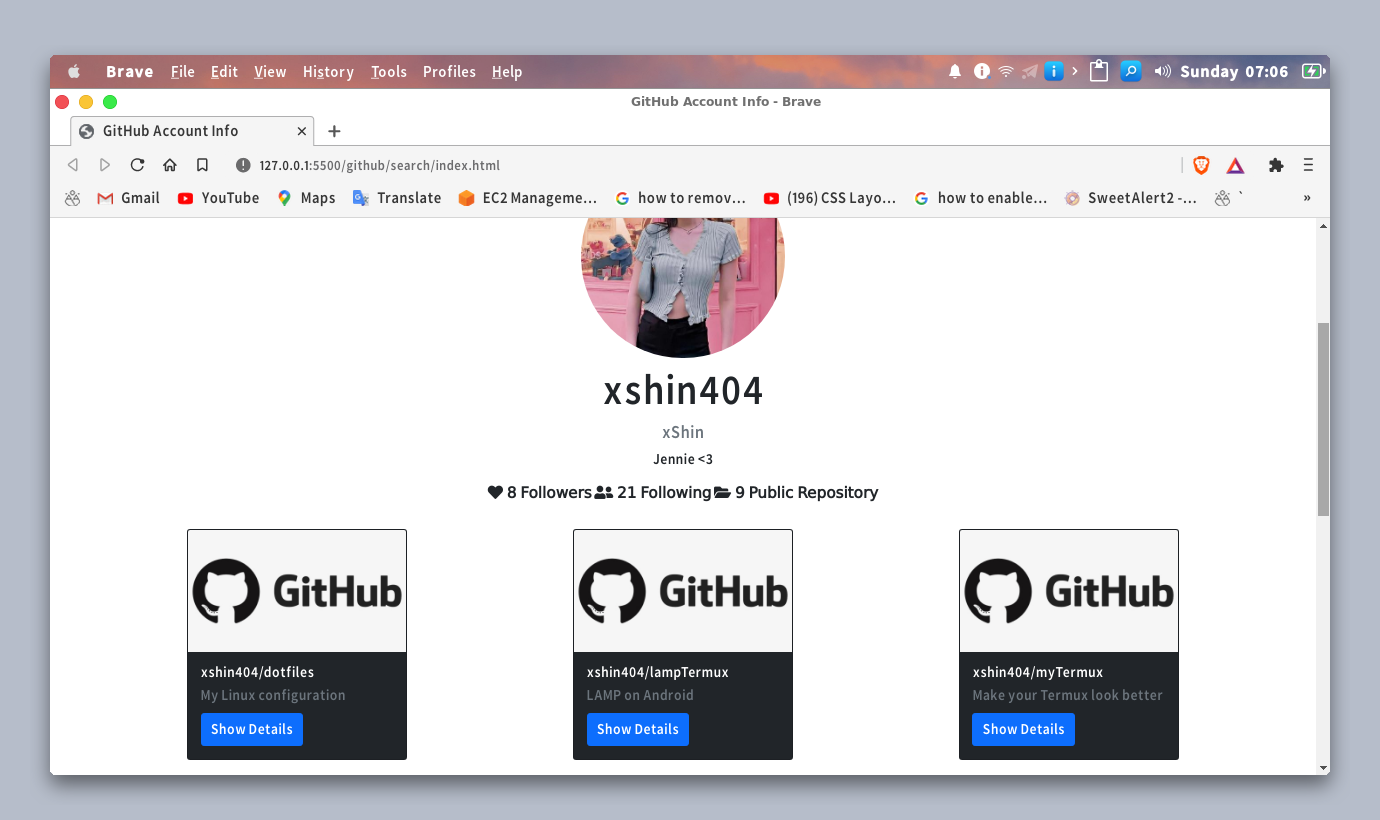 Brave File Edit View History Tools Profiles Help Sunday 07:06
GitHub Account Info - Brave
GitHub Account Info
127.0.0.1:5500/github/search/index.html
Gmail YouTube Maps Translate EC2 Manageme... how to remov... (196) CSS Layo... how to enable... SweetAlert2 -... ` »
xshin404
xShin
Jennie <3
8 Followers 21 Following 9 Public Repository
GitHub GitHub GitHub
xshin404/dotfiles xshin404/lampTermux xshin404/myTermux
My Linux configuration LAMP on Android Make your Termux look better
Show Details Show Details Show Details